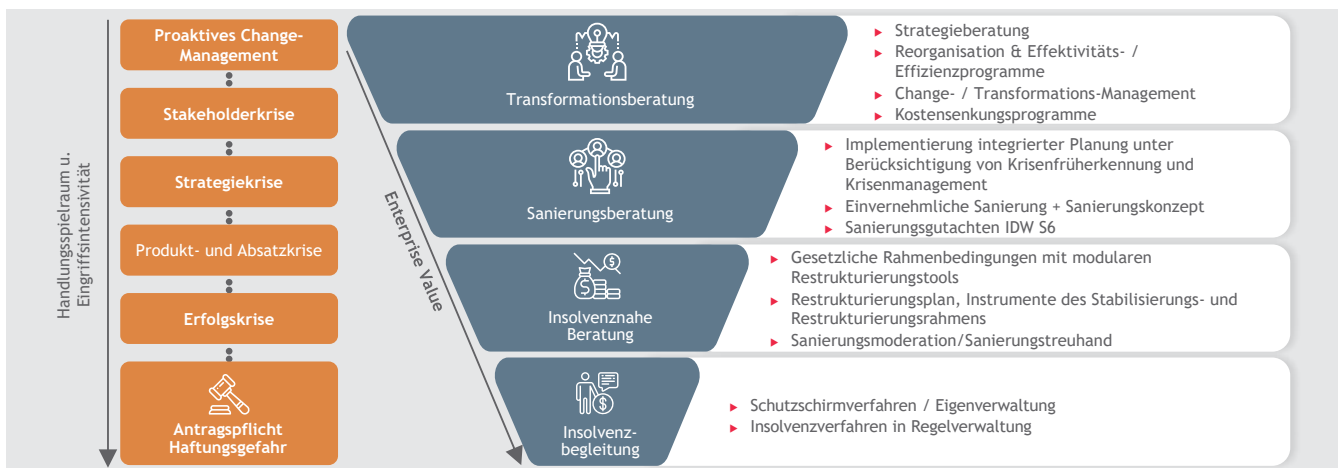 Handlungsspielraum u.
Eingriffsintensivität
Proaktives Change-
Management
Stakeholderkrise
Strategiekrise
Produkt- und Absatzkrise
Erfolgskrise
Antragspflicht
Haftungsgefahr
Enterprise Value
Transformationsberatung
► Strategieberatung
► Reorganisation & Effektivitäts- /
Effizienzprogramme
► Change- / Transformations-Management
► Kostensenkungsprogramme
Sanierungsberatung
► Implementierung integrierter Planung unter
Berücksichtigung von Krisenfrüherkennung und
Krisenmanagement
► Einvernehmliche Sanierung + Sanierungskonzept
► Sanierungsgutachten IDW S6
Insolvenznahe
Beratung
► Gesetzliche Rahmenbedingungen mit modularen
Restrukturierungstools
► Restrukturierungsplan, Instrumente des Stabilisierungs- und
Restrukturierungsrahmens
► Sanierungsmoderation/Sanierungstreuhand
Insolvenz-
begleitung
► Schutzschirmverfahren / Eigenverwaltung
► Insolvenzverfahren in Regelverwaltung